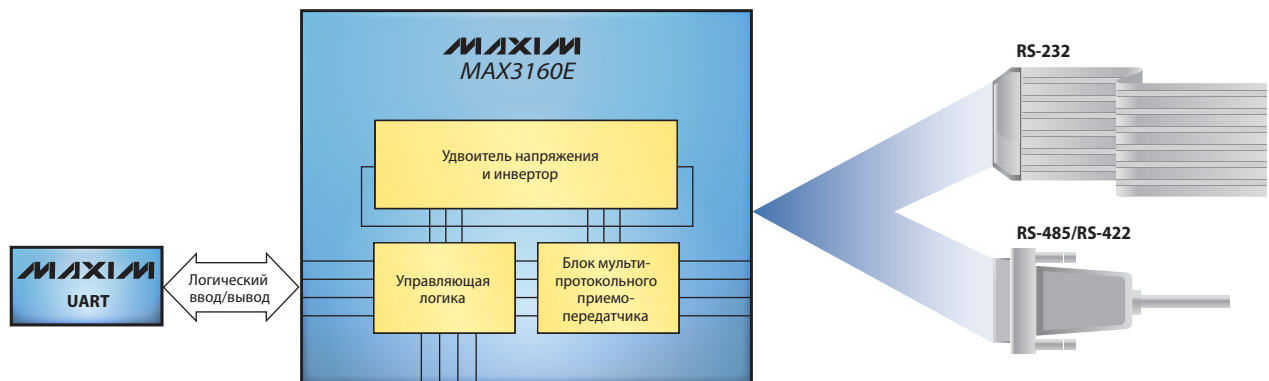 MAXIM
MAX3160E
Удвоитель напряжения
и инвертор
Управляющая
логика
Блок мульти-
протокольного
приемо-
передатчика
MAXIM
UART
Логический
ввод/вывод
RS-232
RS-485/RS-422